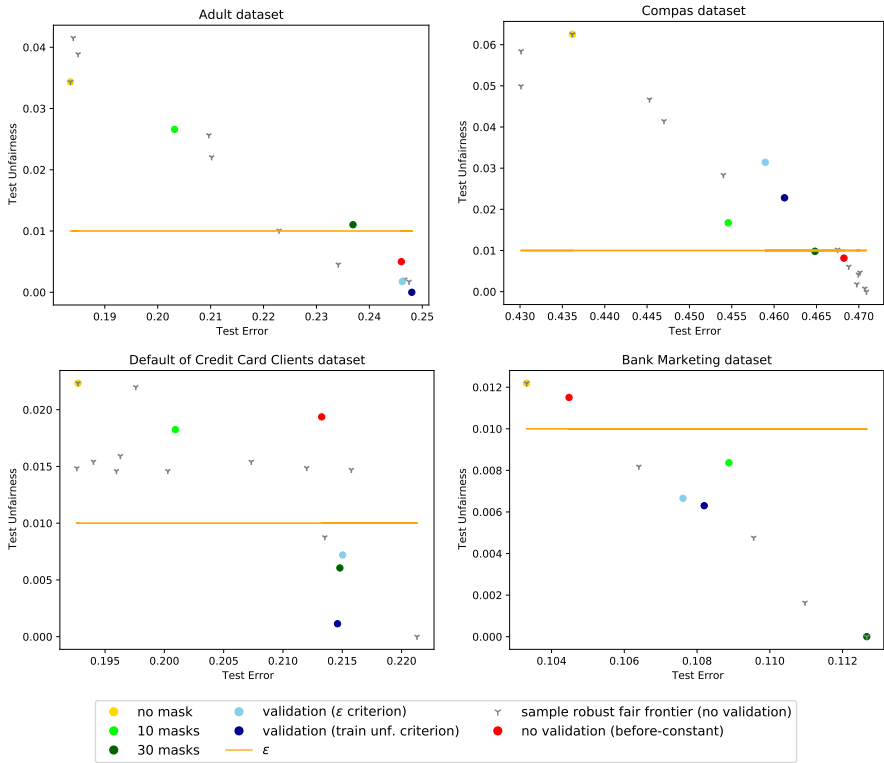 Adult dataset
Test Unfairness
0.04
0.03
0.02
0.01
0.00
0.19 0.20 0.21 0.22 0.23 0.24 0.25
Test Error
Compas dataset
Test Unfairness
0.06
0.05
0.04
0.03
0.02
0.01
0.00
0.430 0.435 0.440 0.445 0.450 0.455 0.460 0.465 0.470
Test Error
Default of Credit Card Clients dataset
Test Unfairness
0.020
0.015
0.010
0.005
0.000
0.195 0.200 0.205 0.210 0.215 0.220
Test Error
Bank Marketing dataset
Test Unfairness
0.012
0.010
0.008
0.006
0.004
0.002
0.000
0.104 0.106 0.108 0.110 0.112
Test Error
no mask
10 masks
30 masks
validation (ε criterion)
validation (train unf. criterion)
ε
sample robust fair frontier (no validation)
no validation (before-constant)